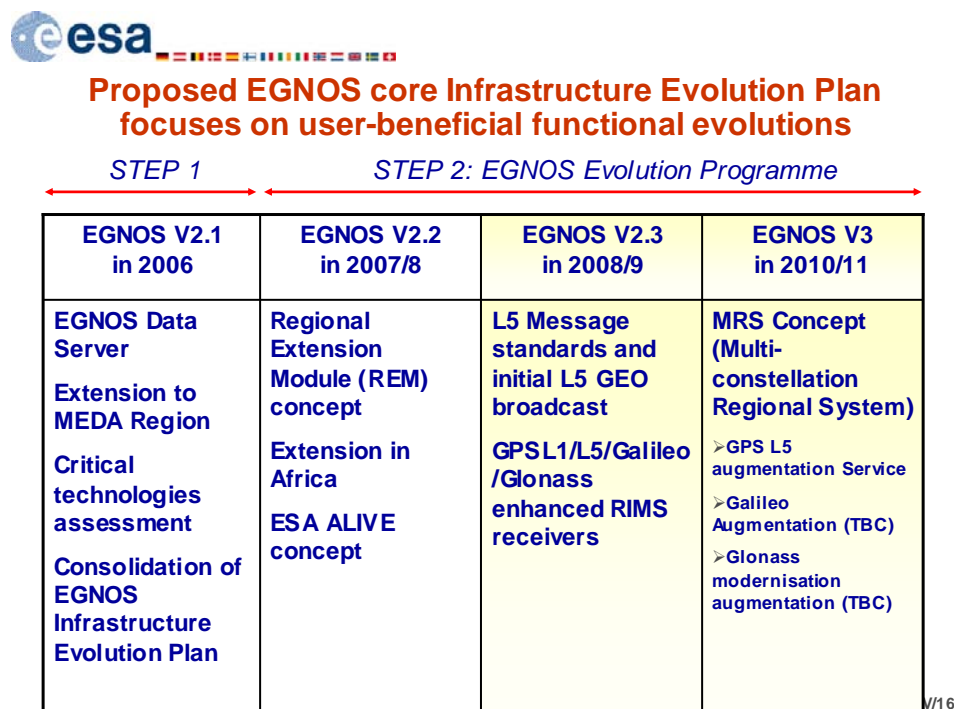 esa
Proposed EGNOS core Infrastructure Evolution Plan
focuses on user-beneficial functional evolutions
STEP 1
STEP 2: EGNOS Evolution Programme
EGNOS V2.1
in 2006
EGNOS V2.2
in 2007/8
EGNOS V2.3
in 2008/9
EGNOS V3
in 2010/11
EGNOS Data
Server
Extension to
MEDA Region
Critical
technologies
assessment
Consolidation of
EGNOS
Infrastructure
Evolution Plan
Regional
Extension
Module (REM)
concept
Extension in
Africa
ESA ALIVE
concept
L5 Message
standards and
initial L5 GEO
broadcast
GPSL1/L5/Galileo
/Glonass
enhanced RIMS
receivers
MRS Concept
(Multi-
constellation
Regional System)
➢GPS L5
augmentation Service
➢Galileo
Augmentation (TBC)
➢Glonass
modernisation
augmentation (TBC)
V/16